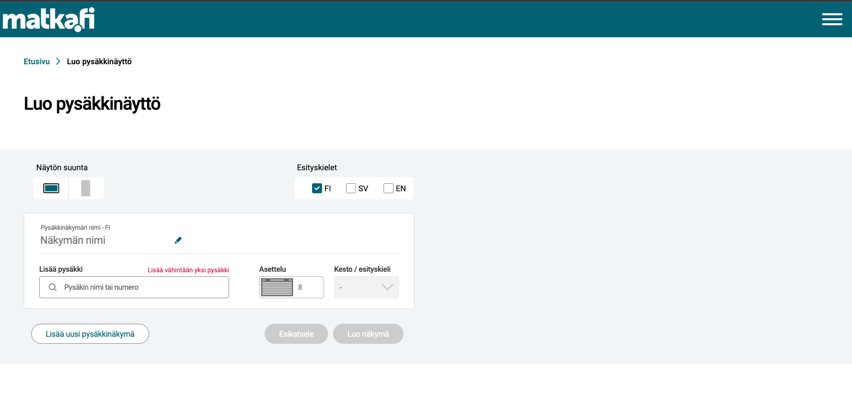 matka.fi
Etusivu > Luo pysäkkinäyttö
Luo pysäkkinäyttö
Näytön suunta
Esityskielet
FI SV EN
Pysäkkinäkymän nimi - FI
Näkymän nimi
Lisää pysäkki Lisää vähintään yksi pysäkki Asettelu Kesto / esityskieli
Pysäkin nimi tai numero 8 -
Lisää uusi pysäkkinäkymä Esikatsele Luo näkymä